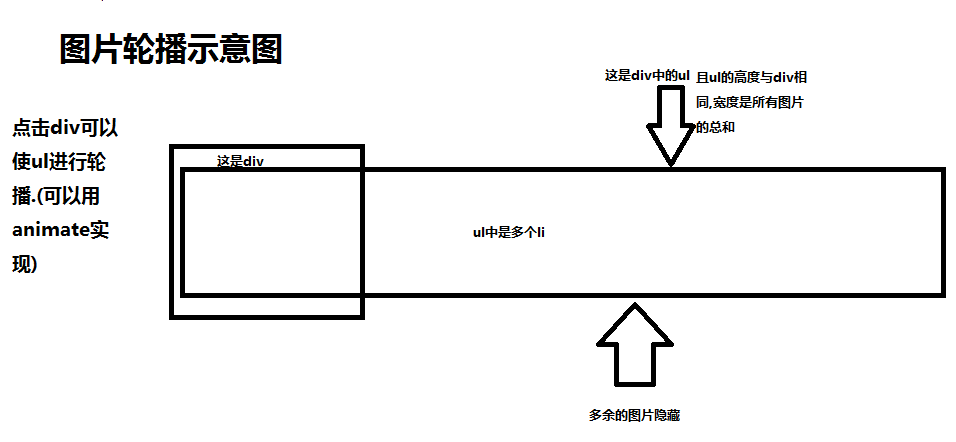 图片轮播示意图
这是div中的ul
且ul的高度与div相
同,宽度是所有图片
的总和
点击div可以
使ul进行轮
播.(可以用
animate实
现)
这是div
ul中是多个li
多余的图片隐藏